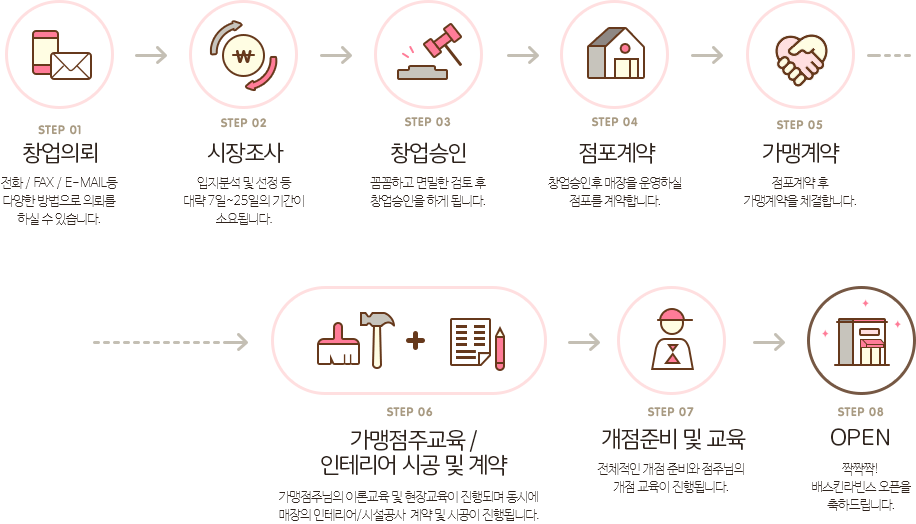 STEP 01
창업의뢰
전화 / FAX / E-MAIL등
다양한 방법으로 의뢰를
하실 수 있습니다.
STEP 02
시장조사
입지분석 및 선정 등
대략 7일~25일의 기간이
소요됩니다.
STEP 03
창업승인
꼼꼼하고 면밀한 검토 후
창업승인을 하게 됩니다.
STEP 04
점포계약
창업승인후 매장을 운영하실
점포를 계약합니다.
STEP 05
가맹계약
점포계약 후
가맹계약을 체결합니다.
STEP 06
가맹점주교육 /
인테리어 시공 및 계약
가맹점주님의 이론교육 및 현장교육이 진행되며 동시에
매장의 인테리어/시설공사 계약 및 시공이 진행됩니다.
STEP 07
개점준비 및 교육
전체적인 개점 준비와 점주님의
개점 교육이 진행됩니다.
STEP 08
OPEN
짝짝짝!
배스킨라빈스 오픈을
축하드립니다.